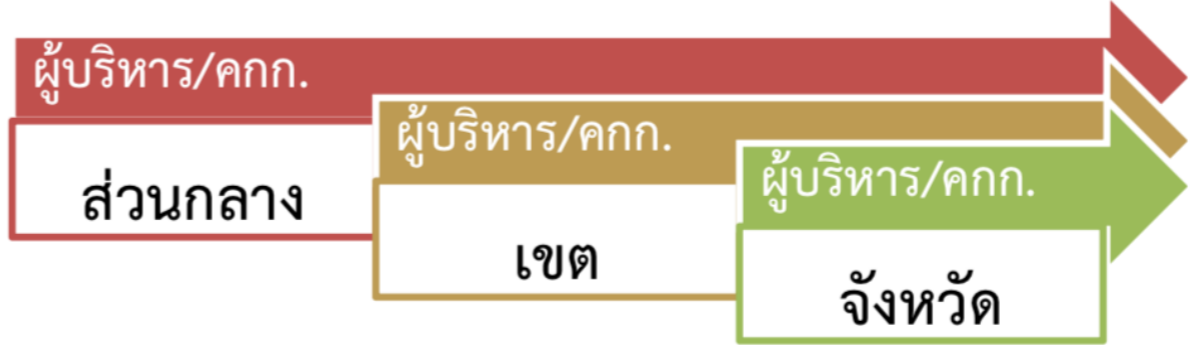 ผู้บริหาร/คกก.
ส่วนกลาง
ผู้บริหาร/คกก.
เขต
ผู้บริหาร/คกก.
จังหวัด